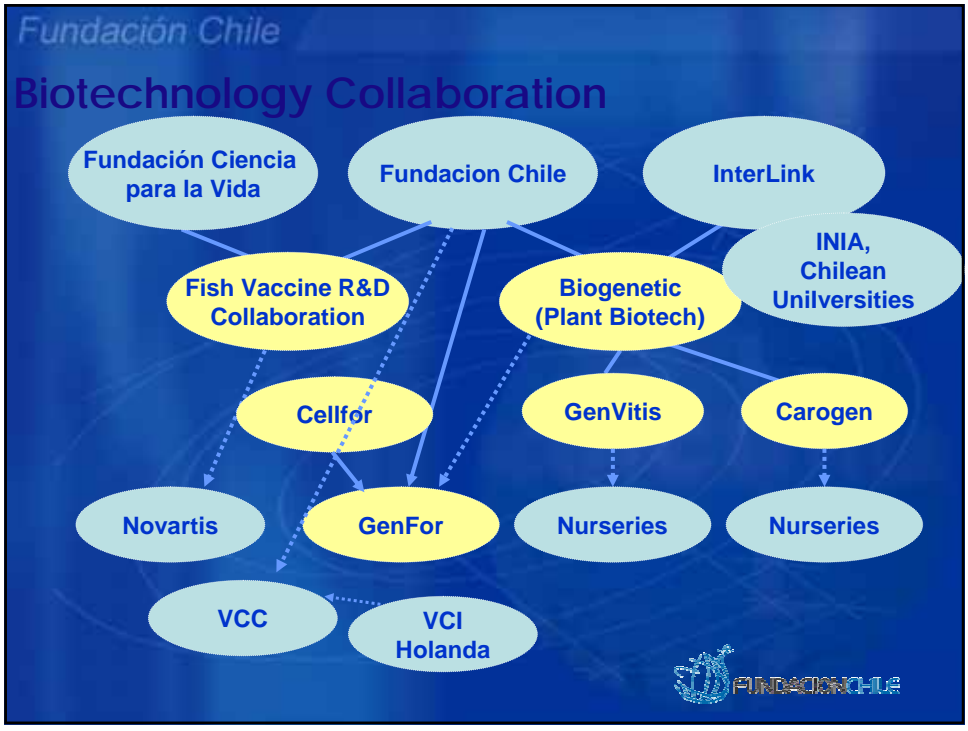 Fundación Chile
Biotechnology Collaboration
Fundación Ciencia
para la Vida
Fundacion Chile
InterLink
INIA,
Chilean
Unilversities
Fish Vaccine R&D
Collaboration
Biogenetic
(Plant Biotech)
Cellfor
GenVitis
Carogen
Novartis
GenFor
Nurseries
Nurseries
VCC
VCI
Holanda
FUNDACIONCHILE